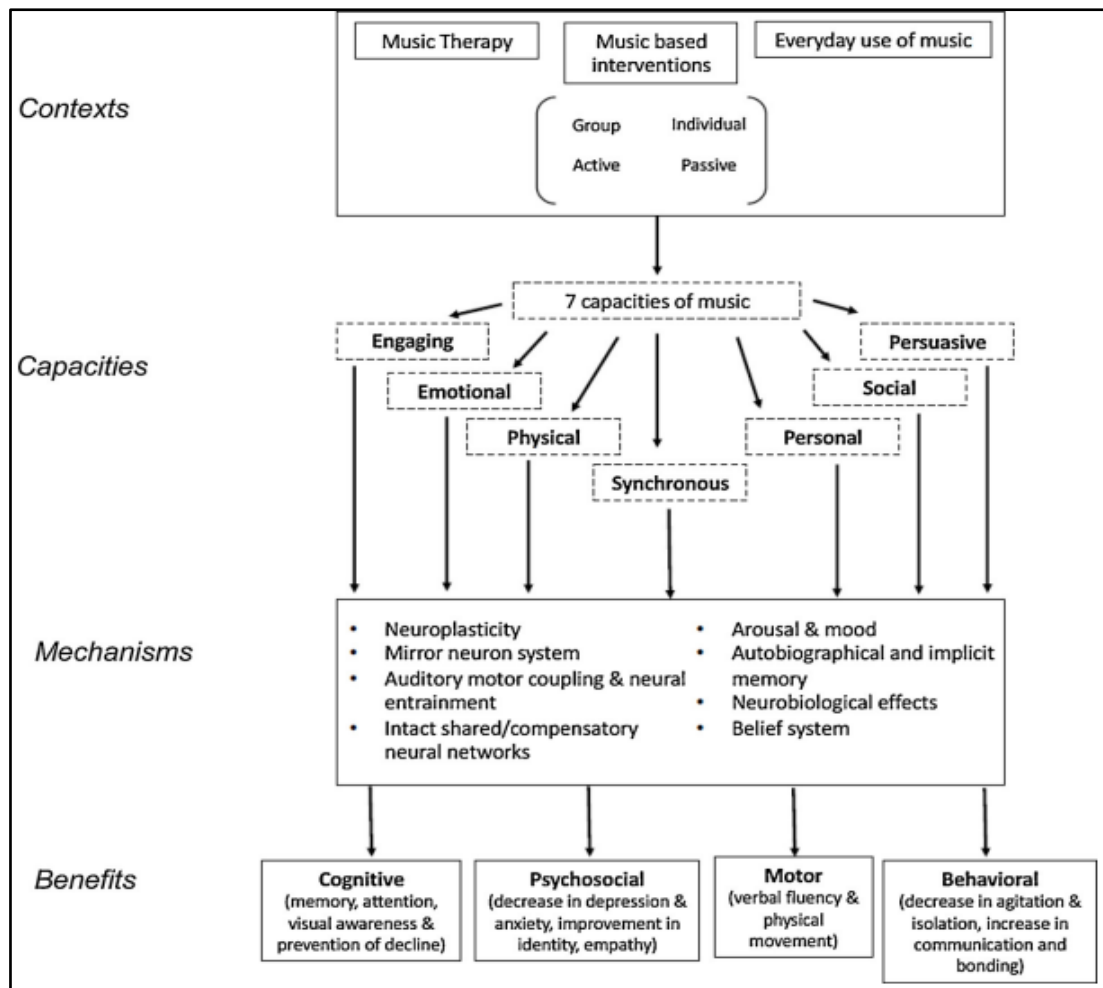 Contexts
Music Therapy
Music based
interventions
Everyday use of music
Group Individual
Active Passive
Capacities
7 capacities of music
Engaging
Persuasive
Emotional
Social
Physical
Personal
Synchronous
Mechanisms
• Neuroplasticity
• Mirror neuron system
• Auditory motor coupling & neural
entrainment
• Intact shared/compensatory
neural networks
• Arousal & mood
• Autobiographical and implicit
memory
• Neurobiological effects
• Belief system
Benefits
Cognitive
(memory, attention,
visual awareness &
prevention of decline)
Psychosocial
(decrease in depression &
anxiety, improvement in
identity, empathy)
Motor
(verbal fluency &
physical
movement)
Behavioral
(decrease in agitation &
isolation, increase in
communication and
bonding)